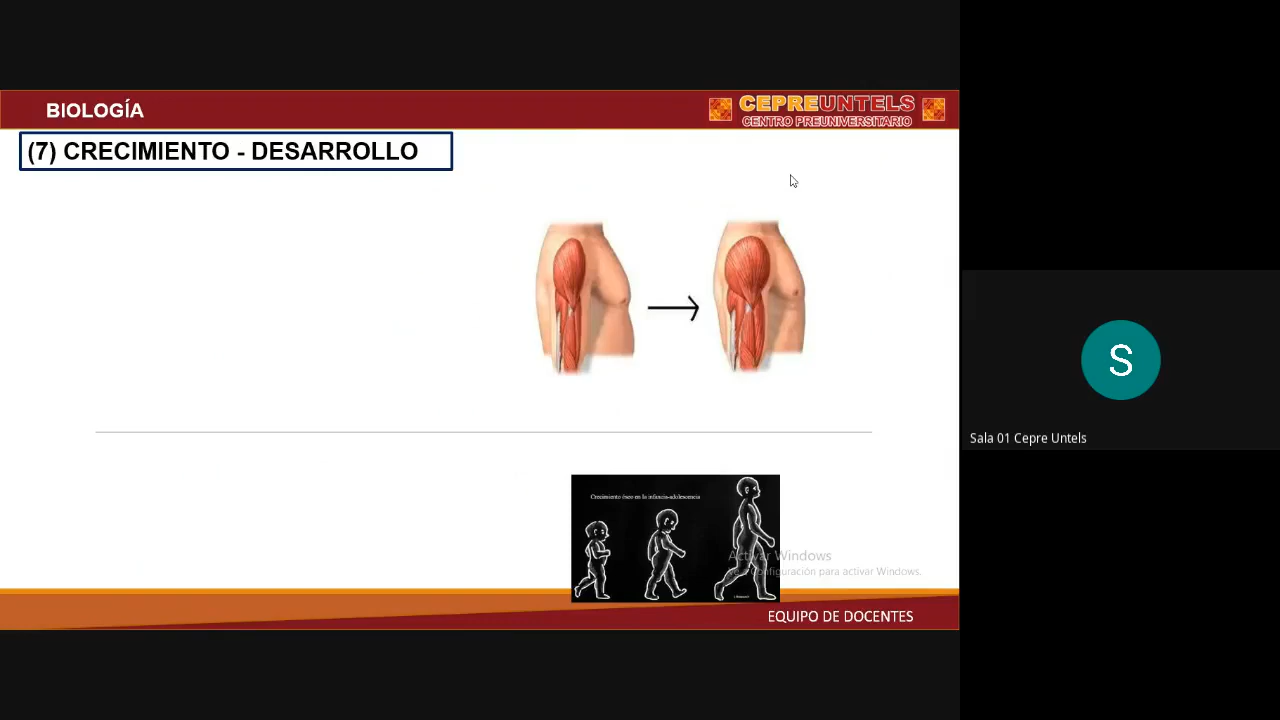 BIOLOGÍA
CEPREUNTELS
CENTRO PREUNIVERSITARIO
(7) CRECIMIENTO - DESARROLLO
S
Sala 01 Cepre Untels
Crecimiento óseo en la infancia-adolescencia
Activar Windows
Configuración para activar Windows.
EQUIPO DE DOCENTES